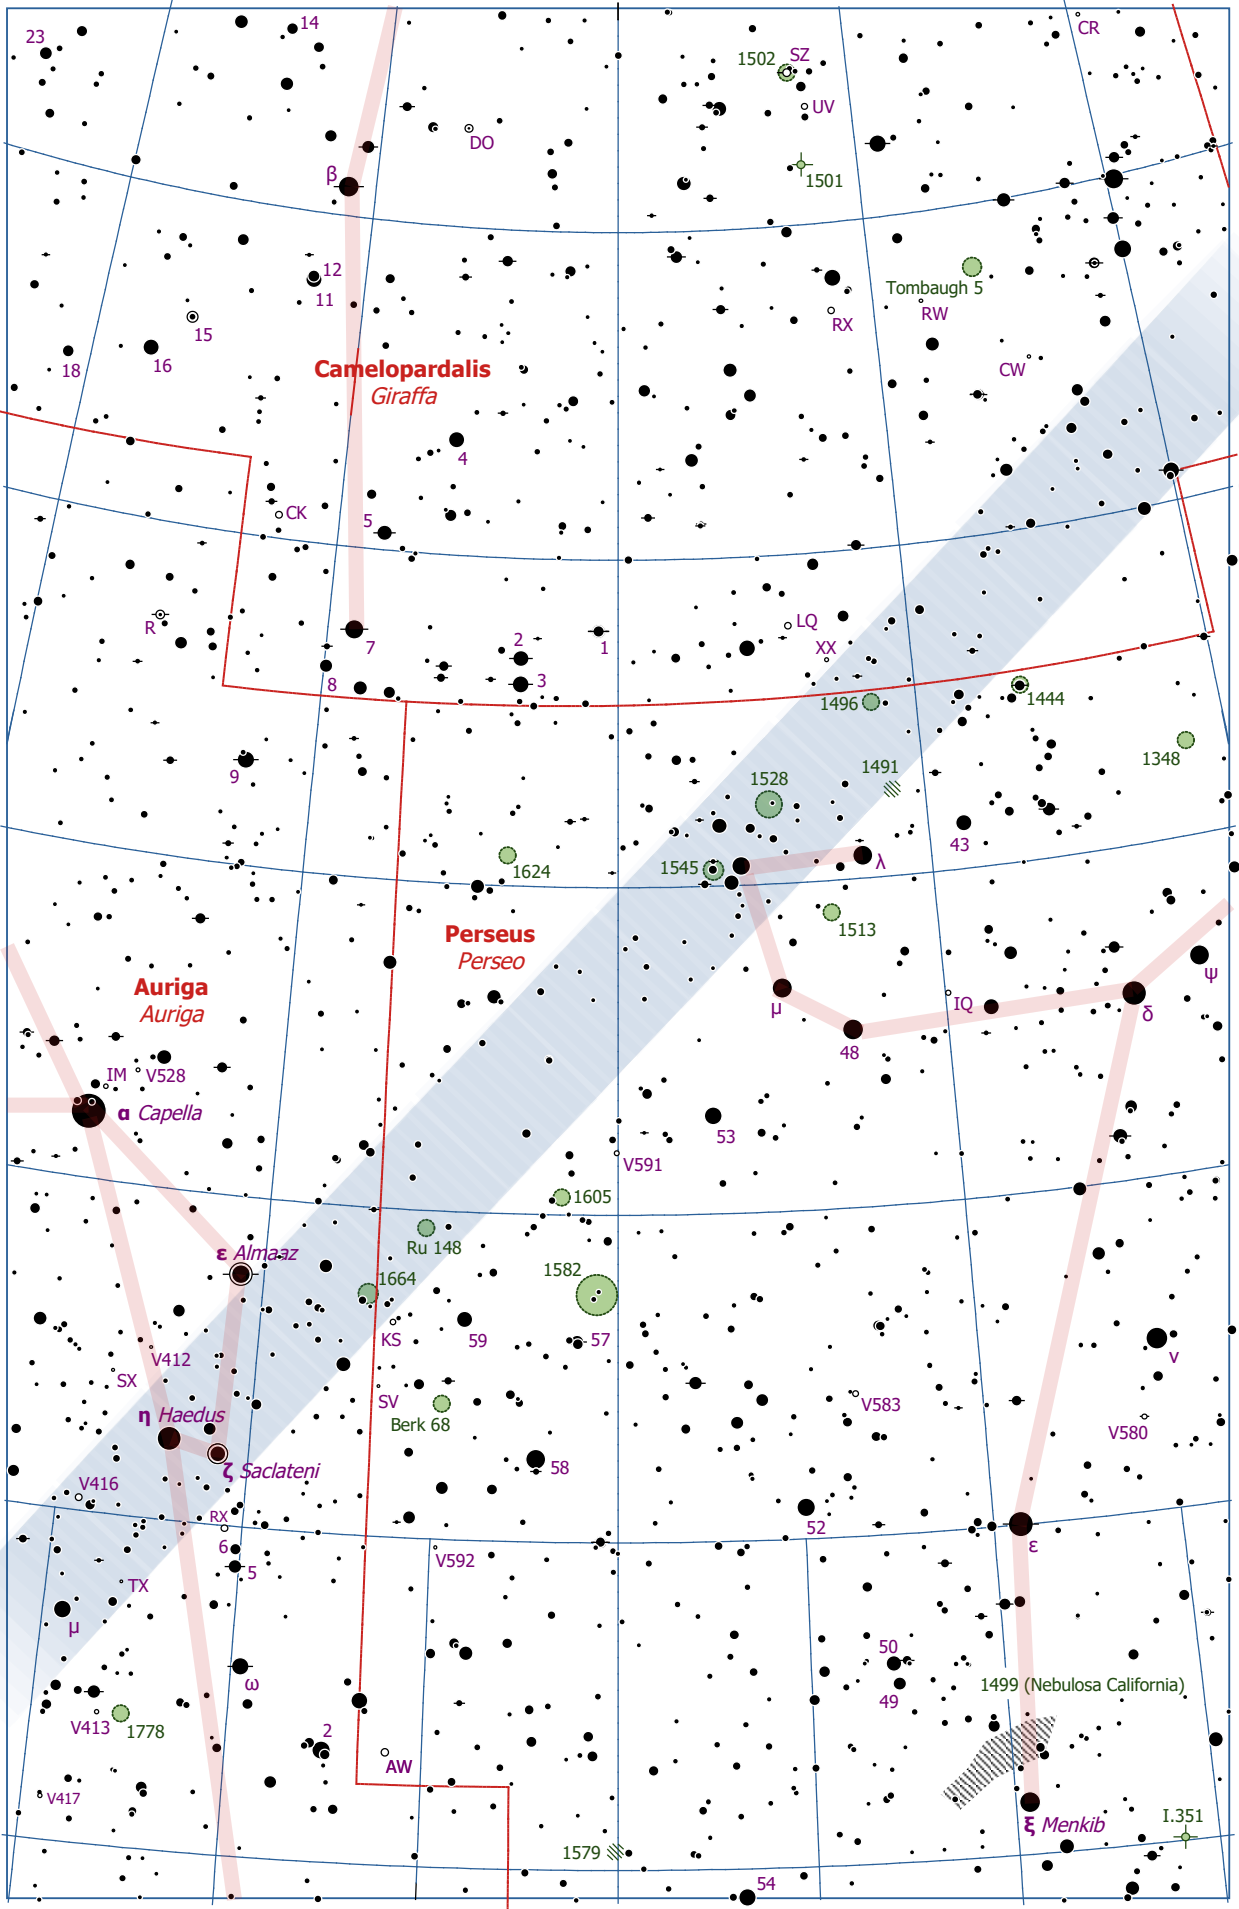 14
CR
23
SZ
1502
UV
DO
β
1501
12
11
Tombaugh 5
RW
RX
15
16
18
CW
Camelopardalis
Giraffa
4
CK
5
LQ
R
7
2
1
XX
8
3
1496
1444
9
1491
1348
1528
43
1624
1545
λ
1513
Perseus
Perseo
ψ
Auriga
Auriga
μ
IQ
δ
48
IM
V528
α Capella
53
V591
1605
ε Almaaz
Ru 148
1664
1582
KS
59
57
V412
ν
SX
SV
V583
η Haedus
Berk 68
V580
ζ Saclateni
58
V416
RX
52
6
ε
V592
5
TX
μ
50
ω
1499 (Nebulosa California)
49
V413
1778
2
AW
V417
ξ Menkib
I.351
1579
54